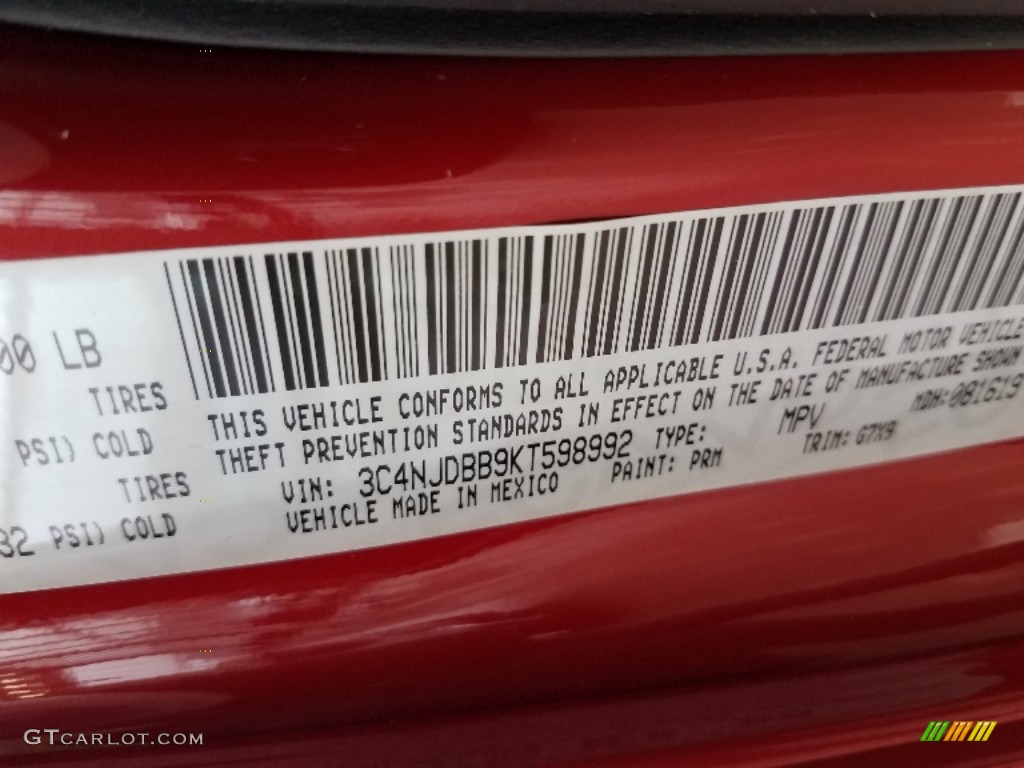 00 LB
TIRES
PSI) COLD
TIRES
32 PSI) COLD
THIS VEHICLE CONFORMS TO ALL APPLICABLE U.S.A. FEDERAL MOTOR VEHICLE
THEFT PREVENTION STANDARDS IN EFFECT ON THE DATE OF MANUFACTURE SHOWN
VIN: 3C4NJDBB9KT598992 TYPE: MPV MDH: 081619
VEHICLE MADE IN MEXICO PAINT: PRM TRIM: G7X9
GTCARLOT.COM